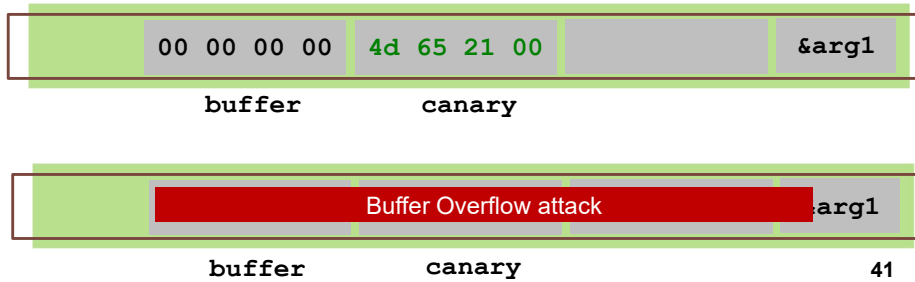 00 00 00 00 4d 65 21 00 &arg1
buffer canary
Buffer Overflow attack arg1
buffer canary 41